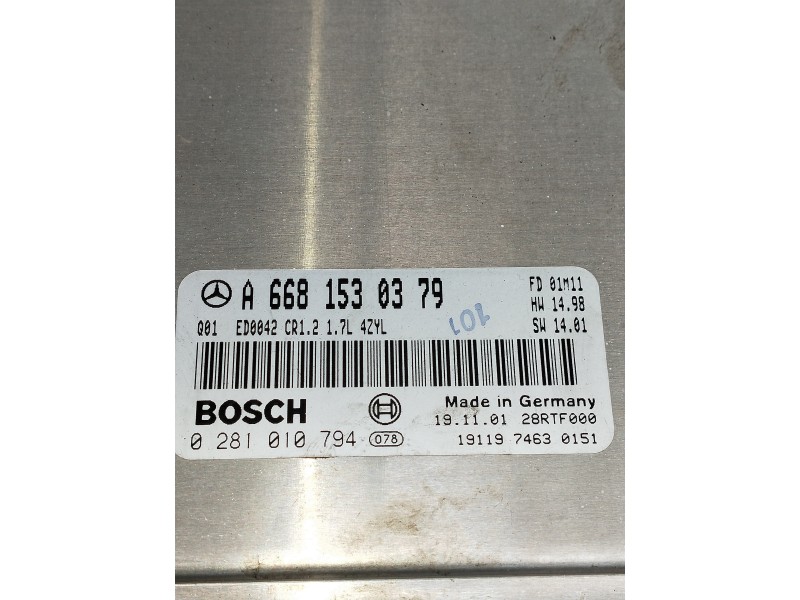 A 668 153 03 79
FD 01M11
HW 14.98
SW 14.01
Q01 ED0042 CR1.2 1.7L 4ZYL
101
BOSCH
0 281 010 794 078
Made in Germany
19.11.01 28RTF000
19119 7463 0151